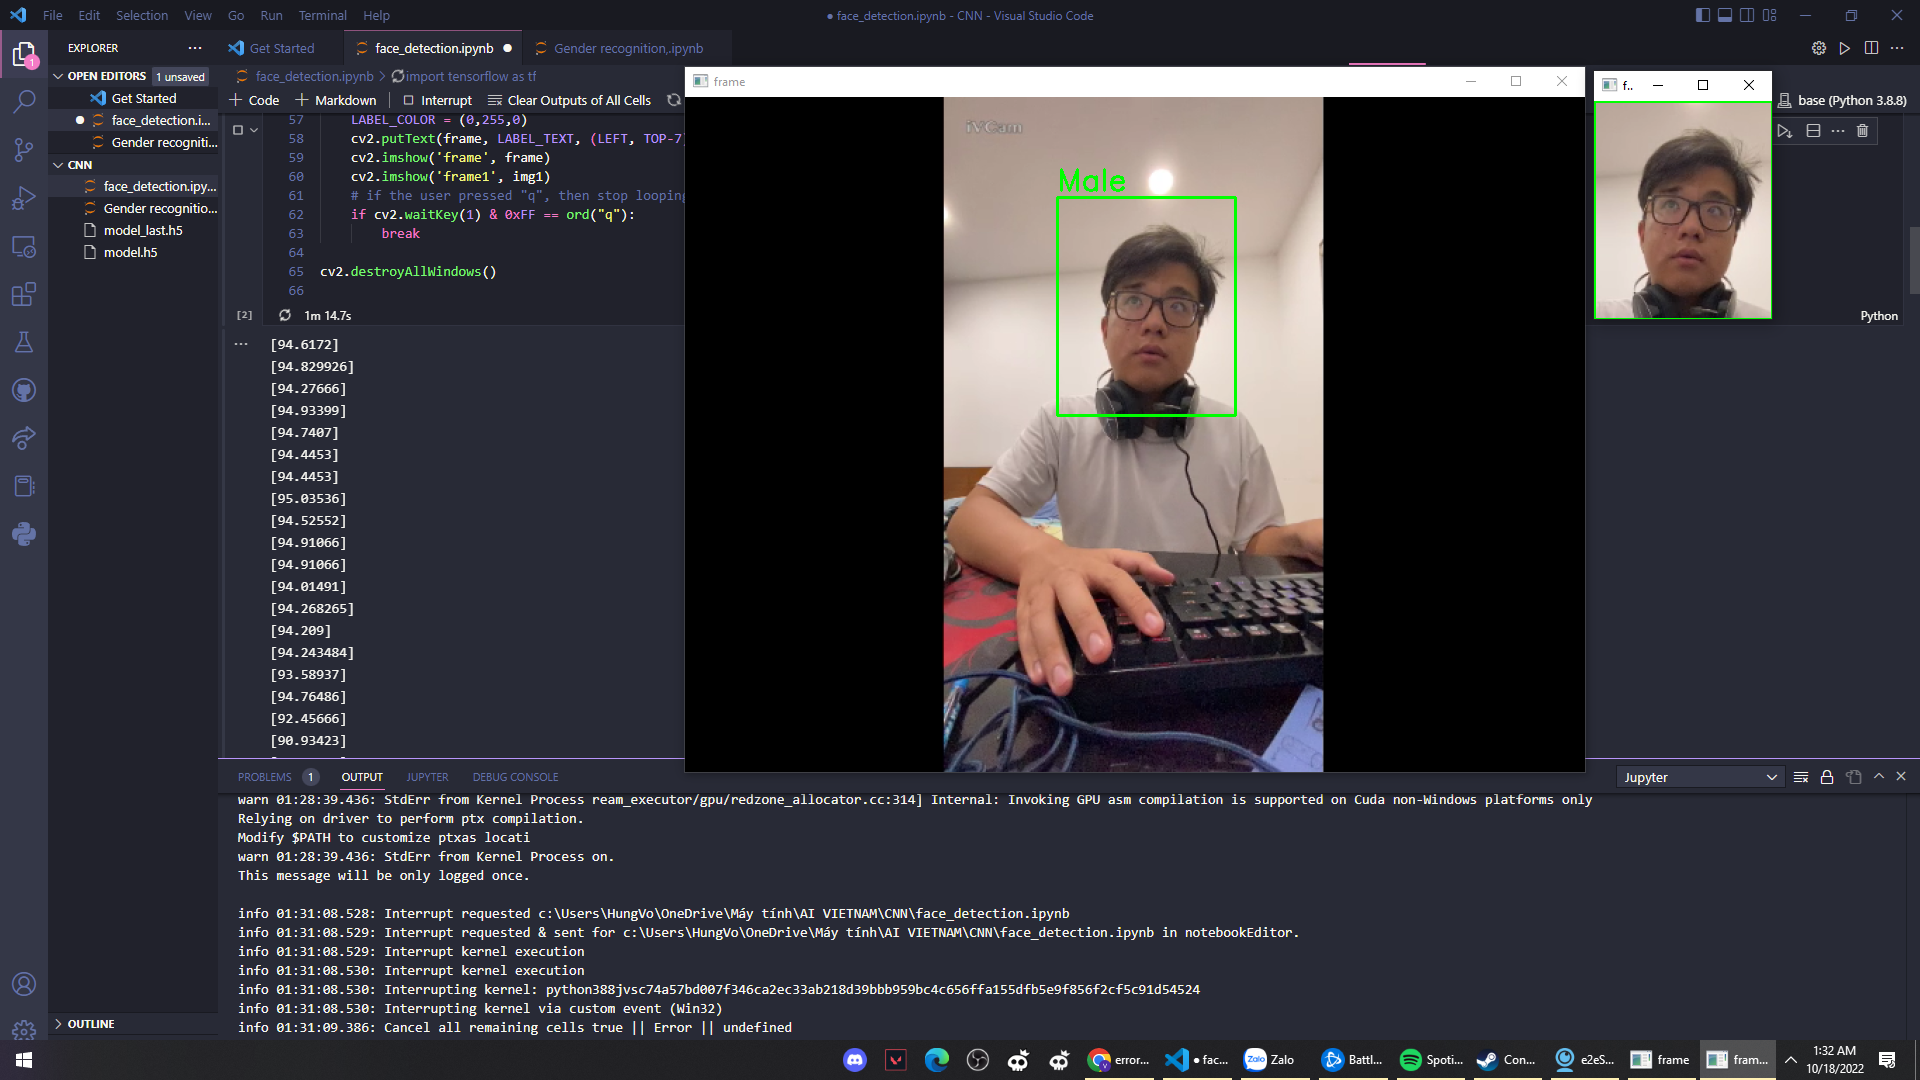 File Edit Selection View Go Run Terminal Help
● face_detection.ipynb - CNN - Visual Studio Code
EXPLORER ...
OPEN EDITORS 1 unsaved
Get Started
face_detection.i...
Gender recogniti...
CNN
face_detection.ipy...
Gender recognitio...
model_last.h5
model.h5
OUTLINE
1
Get Started
face_detection.ipynb
Gender recognition,.ipynb
face_detection.ipynb > import tensorflow as tf
+ Code + Markdown | Interrupt Clear Outputs of All Cells
base (Python 3.8.8)
57 LABEL_COLOR = (0,255,0)
58 cv2.putText(frame, LABEL_TEXT, (LEFT, TOP-7)
59 cv2.imshow('frame', frame)
60 cv2.imshow('frame1', img1)
61 # if the user pressed "q", then stop looping
62 if cv2.waitKey(1) & 0xFF == ord("q"):
63 break
64
65 cv2.destroyAllWindows()
66
[2] 1m 14.7s
Python
... [94.6172]
[94.829926]
[94.27666]
[94.93399]
[94.7407]
[94.4453]
[94.4453]
[95.03536]
[94.52552]
[94.91066]
[94.91066]
[94.01491]
[94.268265]
[94.209]
[94.243484]
[93.58937]
[94.76486]
[92.45666]
[90.93423]
frame
iVCam
Male
f..
PROBLEMS 1 OUTPUT JUPYTER DEBUG CONSOLE
Jupyter
warn 01:28:39.436: StdErr from Kernel Process ream_executor/gpu/redzone_allocator.cc:314] Internal: Invoking GPU asm compilation is supported on Cuda non-Windows platforms only
Relying on driver to perform ptx compilation.
Modify $PATH to customize ptxas locati
warn 01:28:39.436: StdErr from Kernel Process on.
This message will be only logged once.
info 01:31:08.528: Interrupt requested c:\Users\HungVo\OneDrive\Máy tính\AI VIETNAM\CNN\face_detection.ipynb
info 01:31:08.529: Interrupt requested & sent for c:\Users\HungVo\OneDrive\Máy tính\AI VIETNAM\CNN\face_detection.ipynb in notebookEditor.
info 01:31:08.529: Interrupt kernel execution
info 01:31:08.530: Interrupt kernel execution
info 01:31:08.530: Interrupting kernel: python388jvsc74a57bd007f346ca2ec33ab218d39bbb959bc4c656ffa155dfb5e9f856f2cf5c91d54524
info 01:31:08.530: Interrupting kernel via custom event (Win32)
info 01:31:09.386: Cancel all remaining cells true || Error || undefined
error... ● fac... Zalo Battl... Spoti... Con... e2eS... frame fram...
1:32 AM
10/18/2022